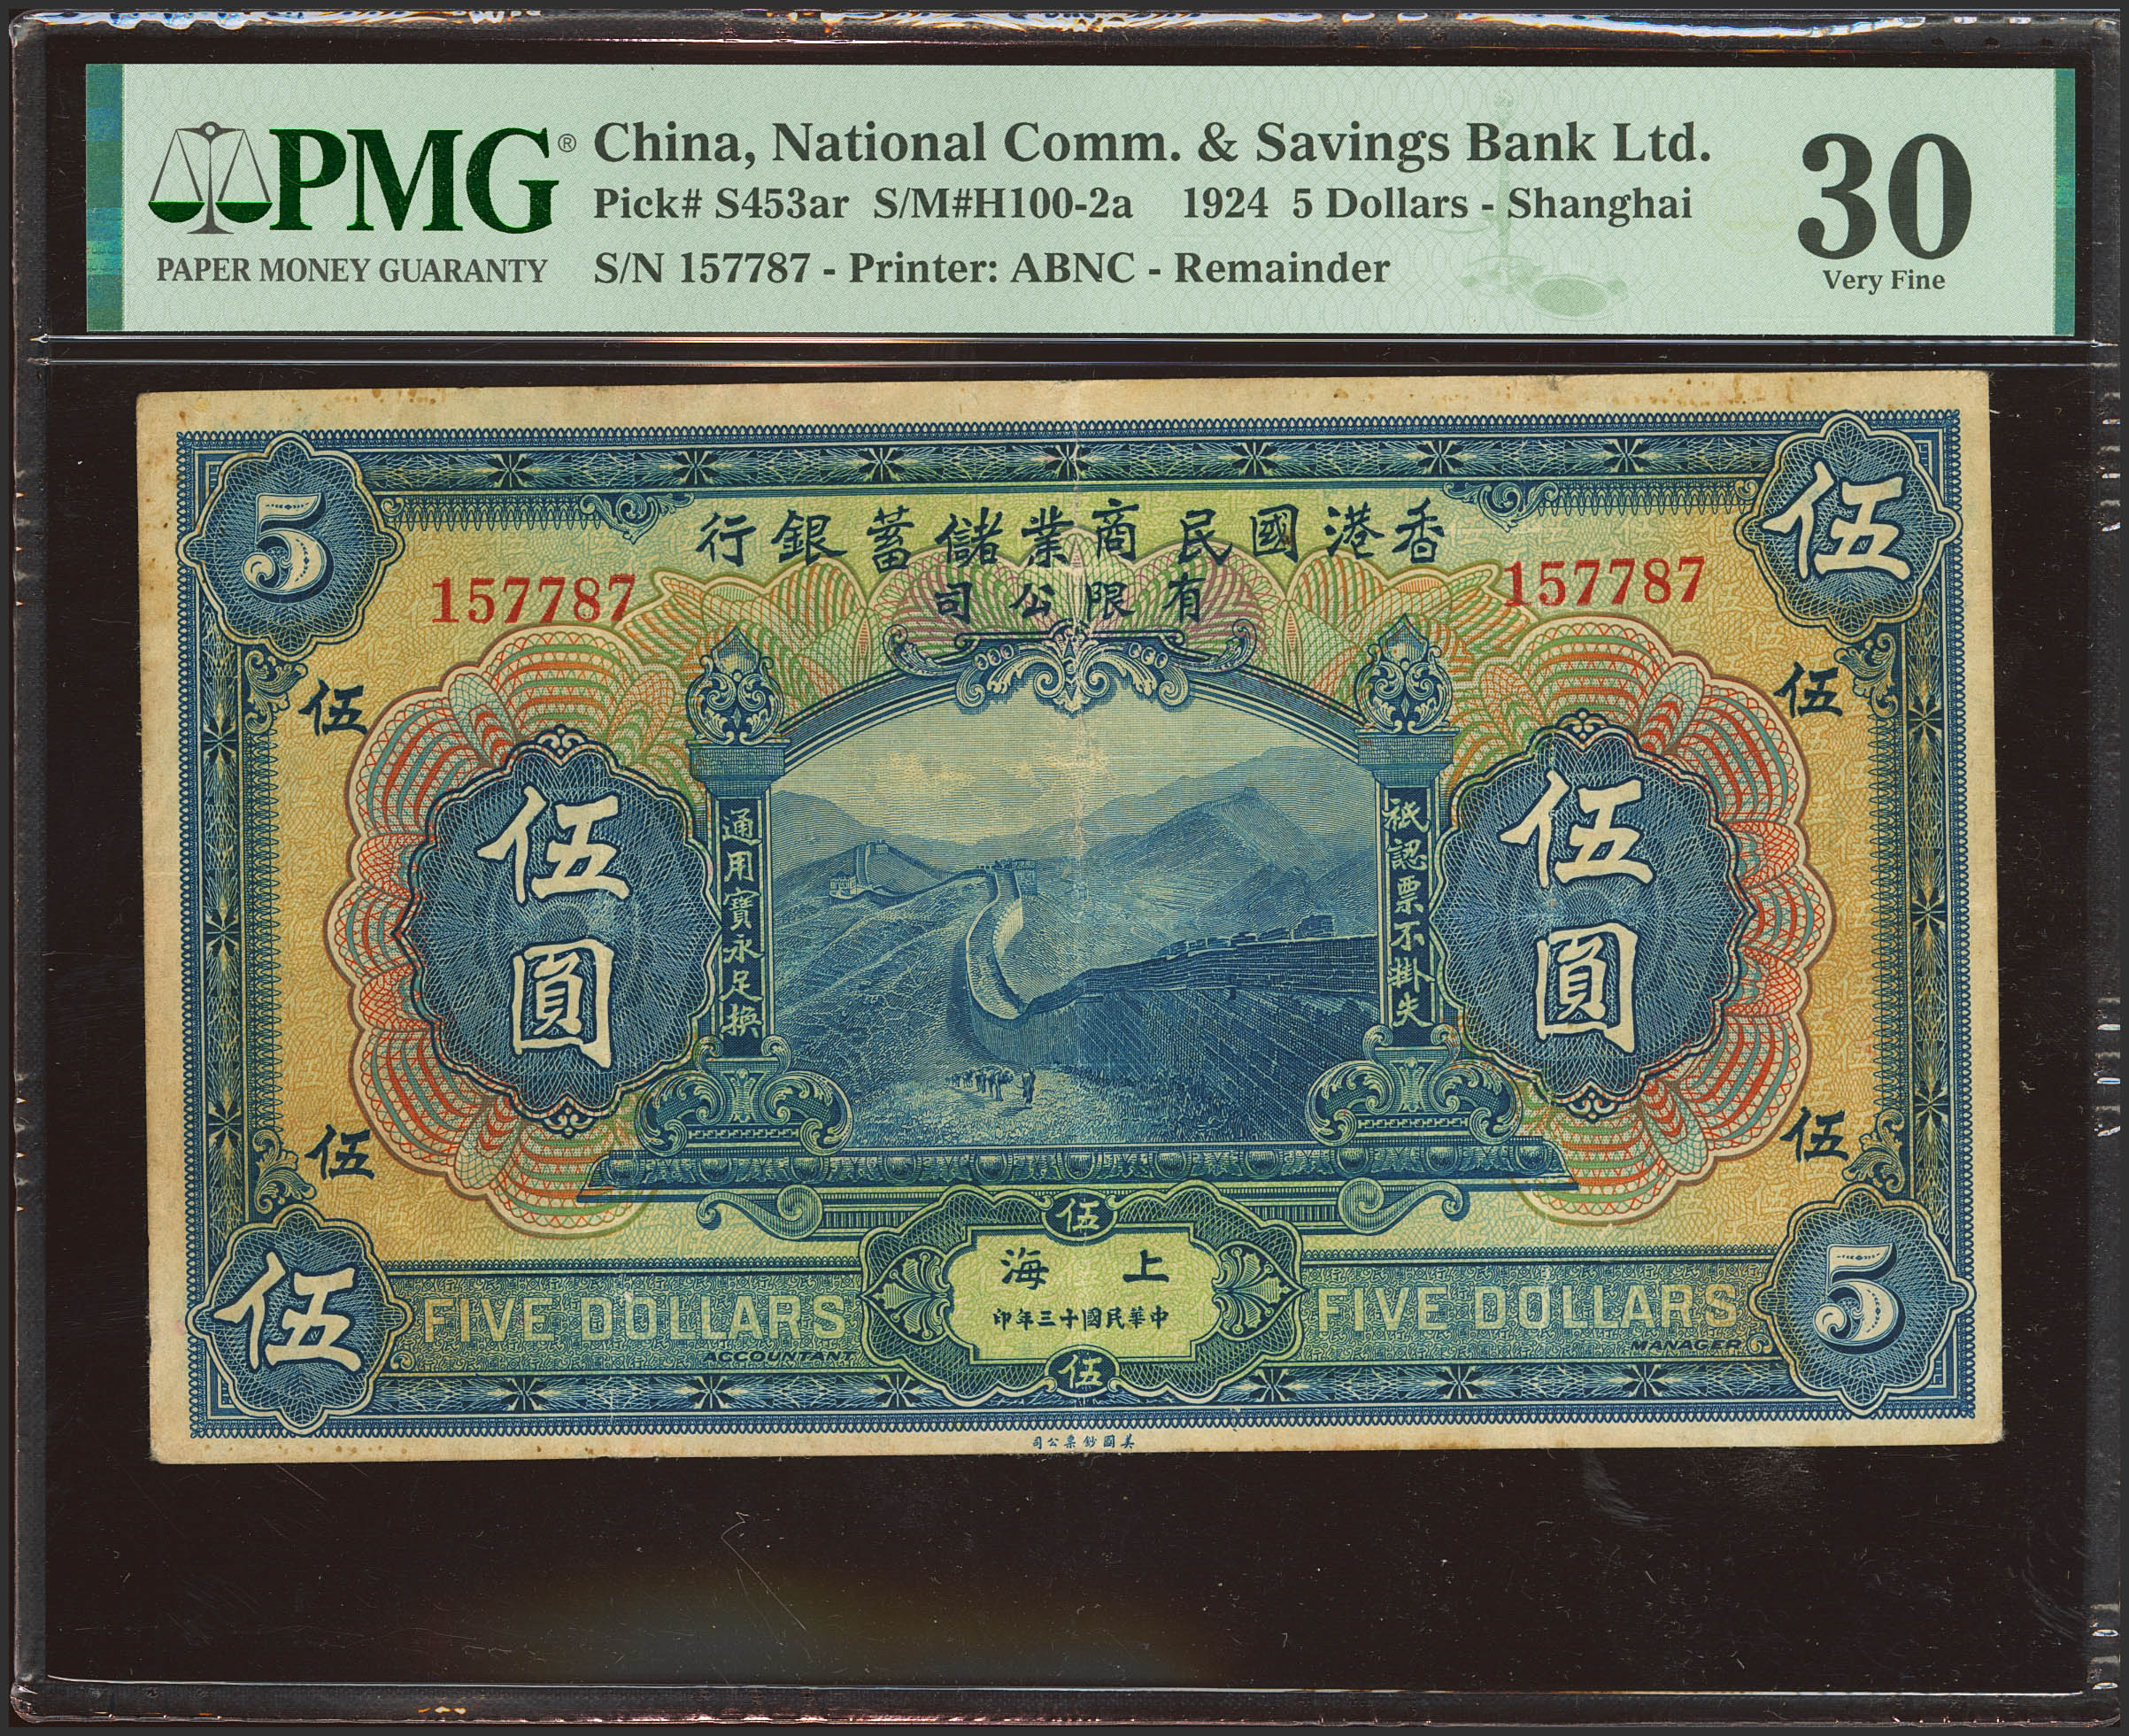 PMG®
PAPER MONEY GUARANTY
China, National Comm. & Savings Bank Ltd.
Pick# S453ar S/M#H100-2a 1924 5 Dollars - Shanghai
S/N 157787 - Printer: ABNC - Remainder
30
Very Fine
5
伍
香港國民商業儲蓄銀行
有限公司
157787
157787
伍
伍
伍圓
伍圓
祇認票不掛失
通用寶永足換
伍
伍
伍
上海
中華民國十三年印
伍
伍
5
FIVE DOLLARS
FIVE DOLLARS
ACCOUNTANT
MANAGER
美國鈔票公司